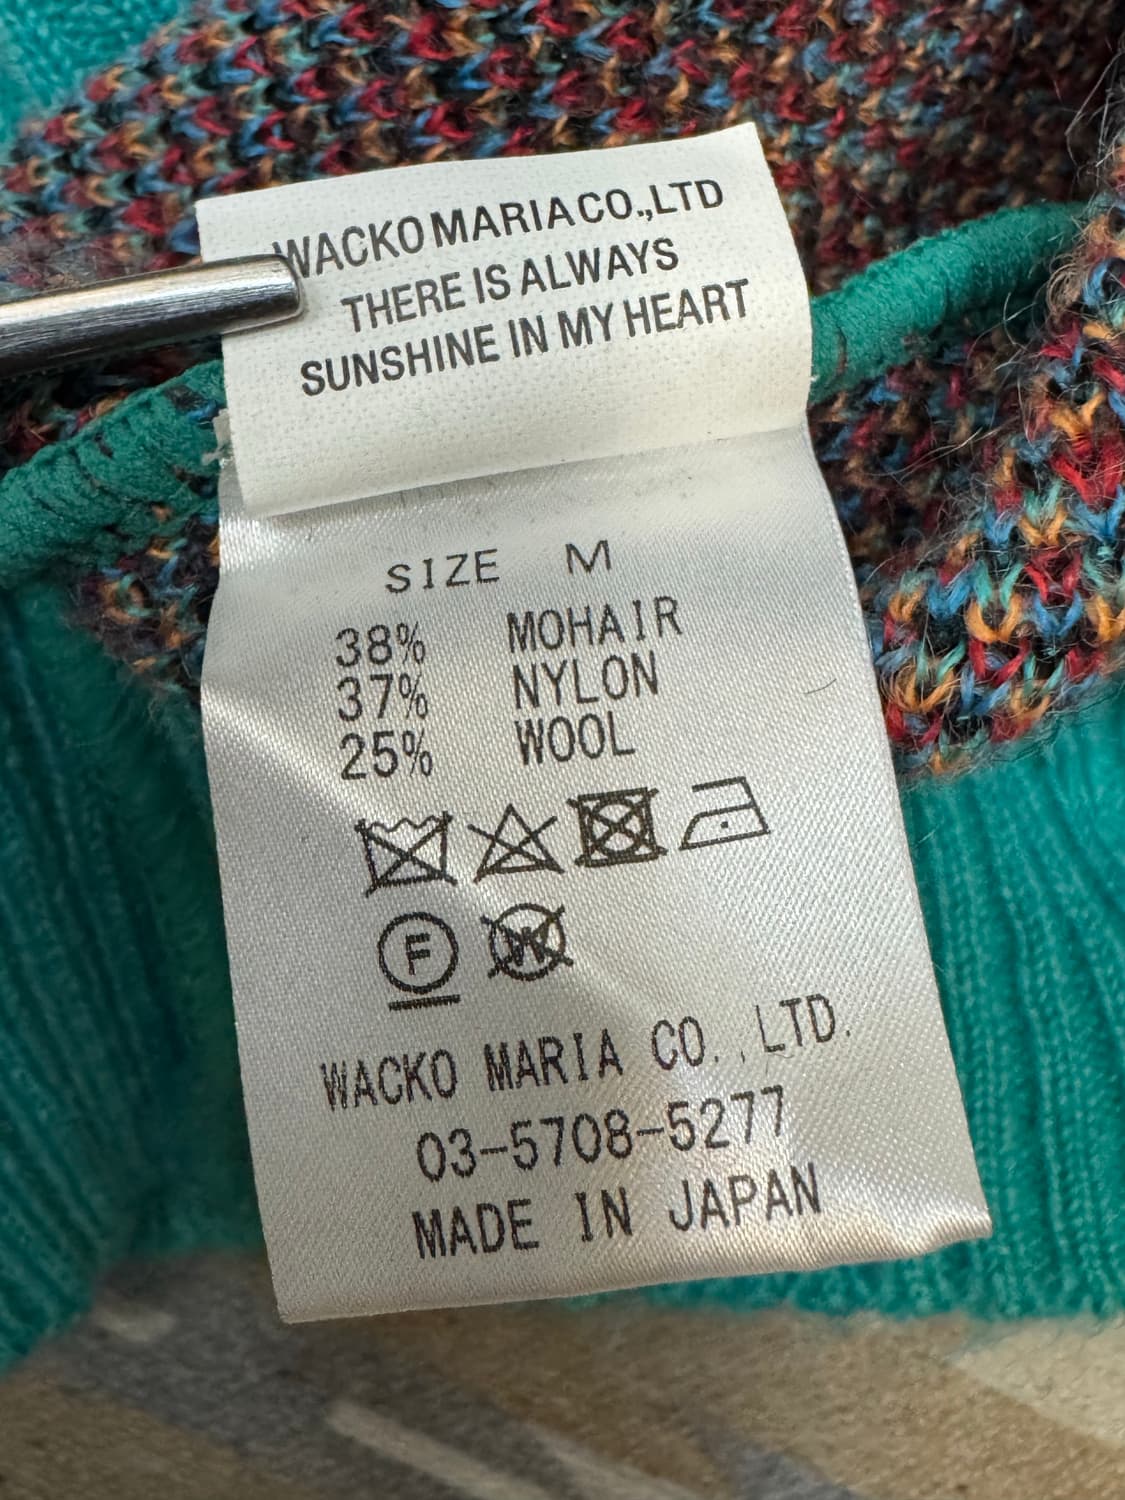 WACKO MARIA CO.,LTD
THERE IS ALWAYS
SUNSHINE IN MY HEART
SIZE M
38% MOHAIR
37% NYLON
25% WOOL
F W
WACKO MARIA CO.,LTD.
03-5708-5277
MADE IN JAPAN